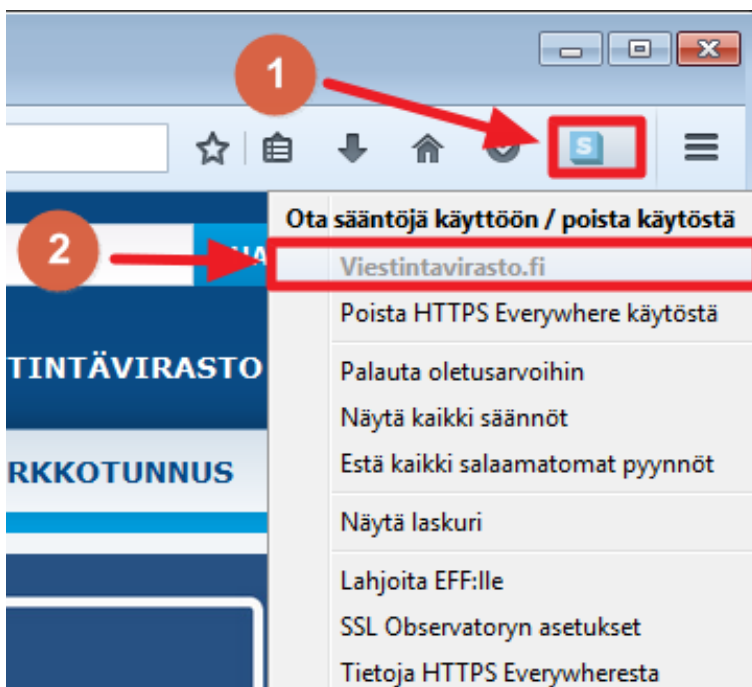 1
S
Ota sääntöjä käyttöön / poista käytöstä
2
Viestintavirasto.fi
Poista HTTPS Everywhere käytöstä
TINTÄVIRASTO
Palauta oletusarvoihin
Näytä kaikki säännöt
RKKOTUNNUS
Estä kaikki salaamatomat pyynnöt
Näytä laskuri
Lahjoita EFF:lle
SSL Observatoryn asetukset
Tietoja HTTPS Everywheresta